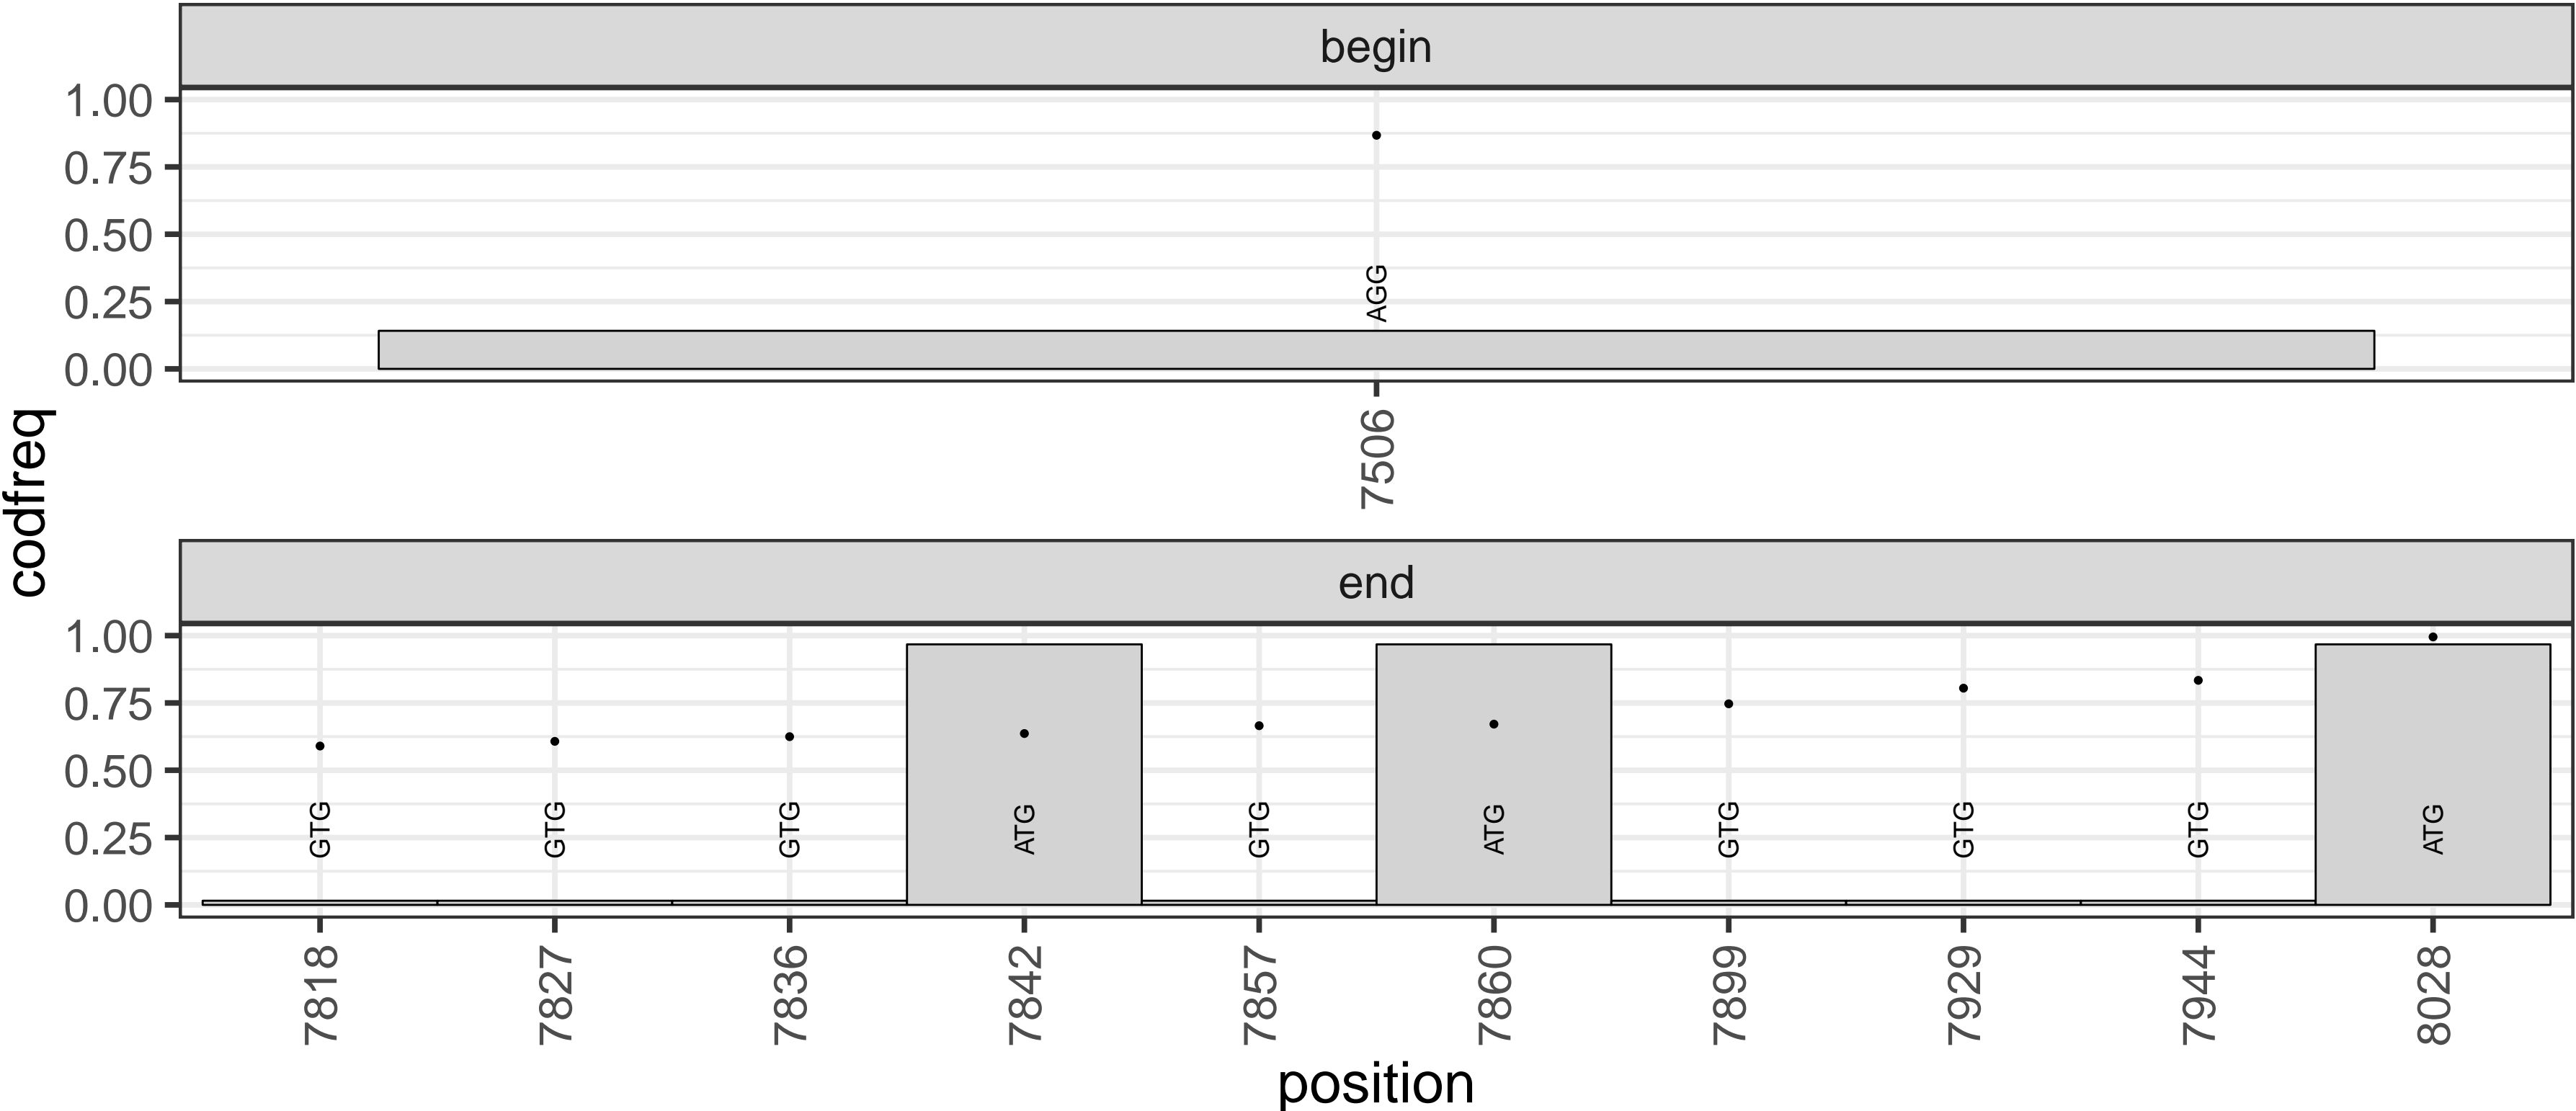 begin
1.00
0.75
0.50
0.25
0.00
AGG
7506
codfreq
end
1.00
0.75
0.50
0.25
0.00
GTG GTG GTG ATG GTG ATG GTG GTG GTG ATG
7818 7827 7836 7842 7857 7860 7899 7929 7944 8028
position